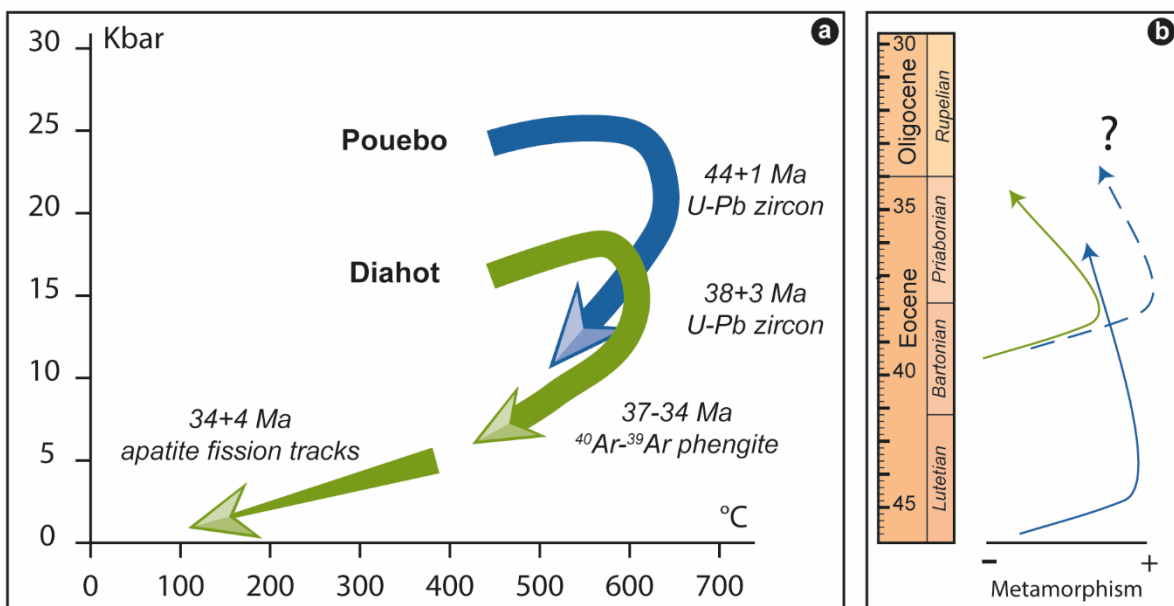 a
Kbar
30
25
20
15
10
5
0
Pouebo
Diahot
44+1 Ma
U-Pb zircon
38+3 Ma
U-Pb zircon
37-34 Ma
⁴⁰Ar-³⁹Ar phengite
34+4 Ma
apatite fission tracks
°C
0 100 200 300 400 500 600 700
b
30
35
40
45
Oligocene
Eocene
Rupelian
Priabonian
Bartonian
Lutetian
?
- +
Metamorphism